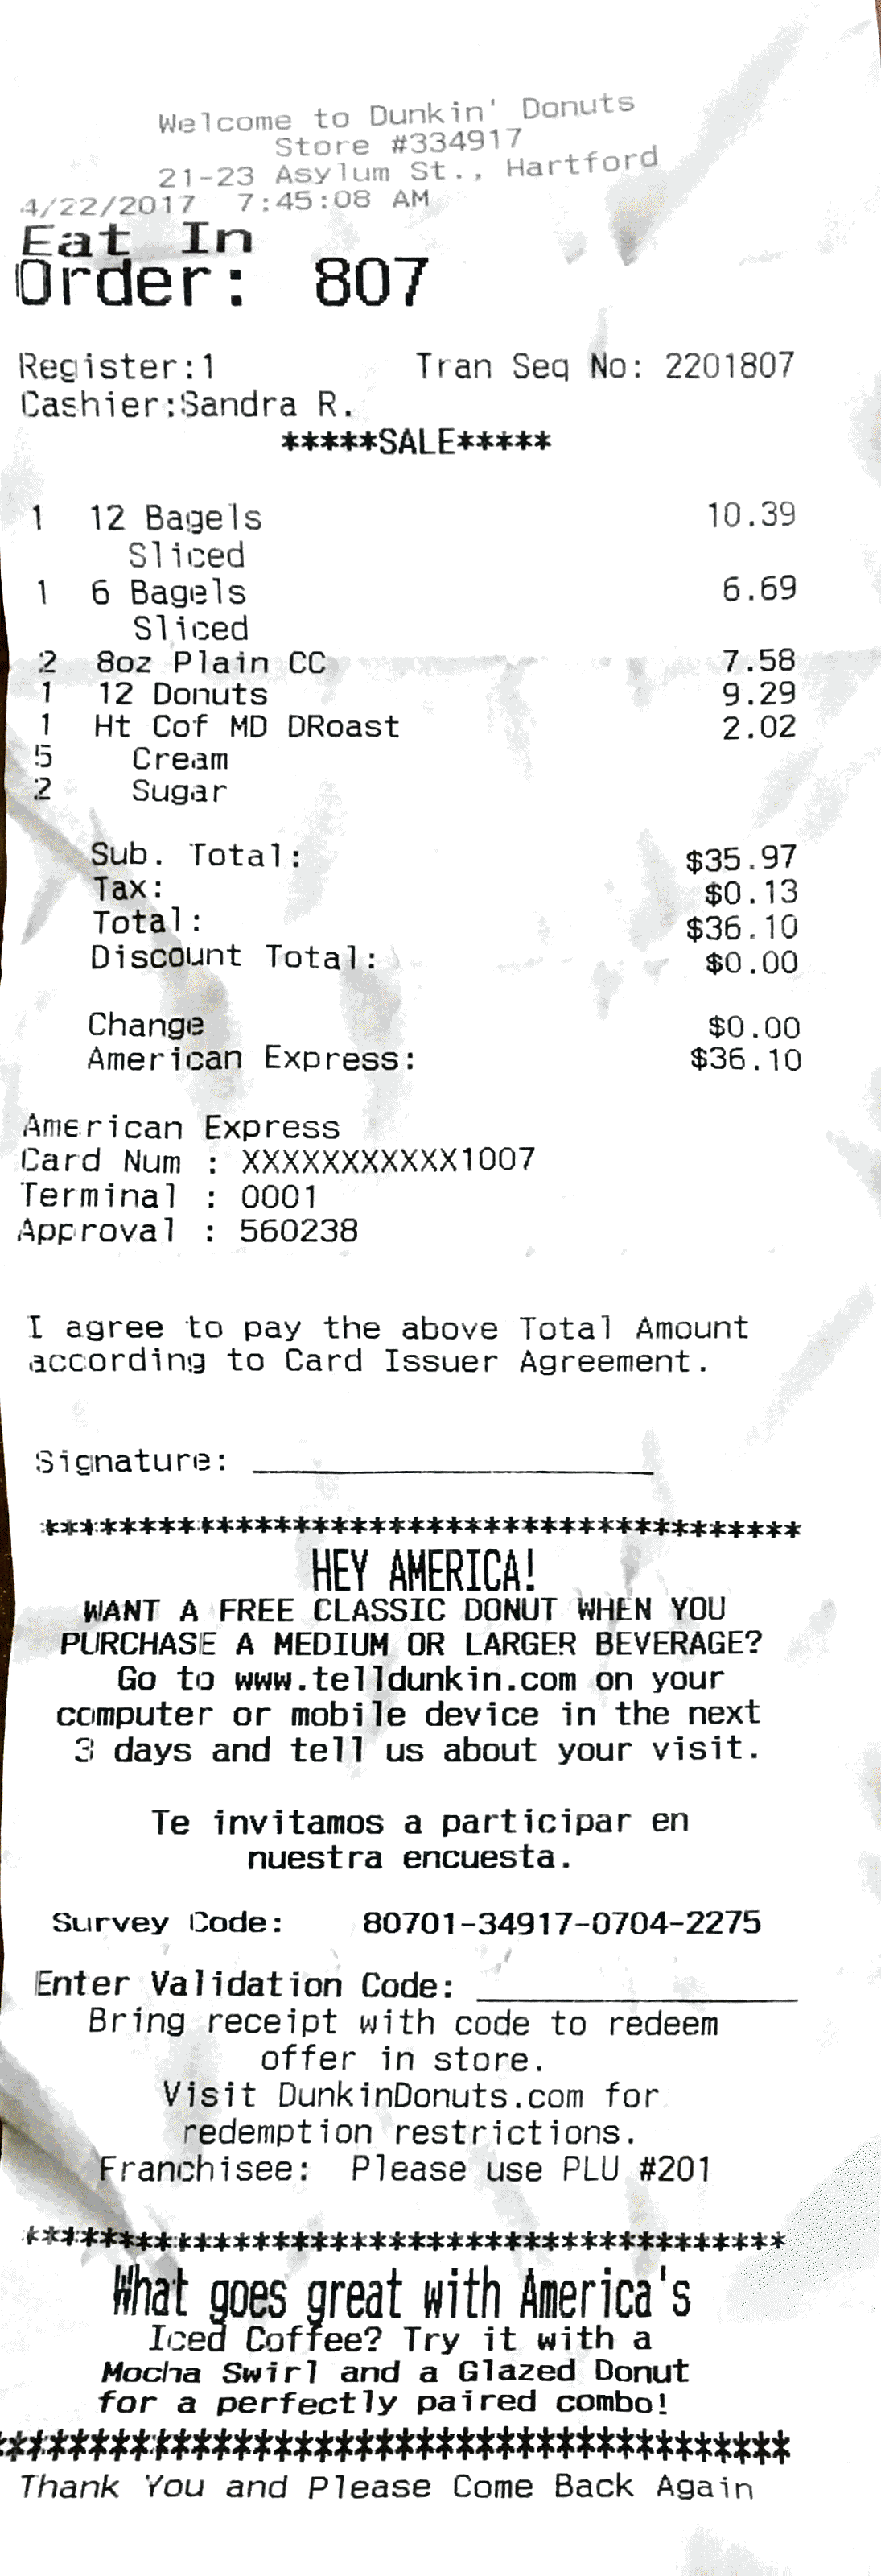 Welcome to Dunkin' Donuts
Store #334917
21-23 Asylum St., Hartford
4/22/2017 7:45:08 AM
Eat In
Order: 807
Register:1 Tran Seq No: 2201807
Cashier:Sandra R.
*****SALE*****
1 12 Bagels 10.39
Sliced
1 6 Bagels 6.69
Sliced
2 8oz Plain CC 7.58
1 12 Donuts 9.29
1 Ht Cof MD DRoast 2.02
5 Cream
2 Sugar
Sub. Total: $35.97
Tax: $0.13
Total: $36.10
Discount Total: $0.00
Change $0.00
American Express: $36.10
American Express
Card Num : XXXXXXXXXXX1007
Terminal : 0001
Approval : 560238
I agree to pay the above Total Amount
according to Card Issuer Agreement.
Signature: ____________________
***************************************
HEY AMERICA!
WANT A FREE CLASSIC DONUT WHEN YOU
PURCHASE A MEDIUM OR LARGER BEVERAGE?
Go to www.telldunkin.com on your
computer or mobile device in the next
3 days and tell us about your visit.
Te invitamos a participar en
nuestra encuesta.
Survey Code: 80701-34917-0704-2275
Enter Validation Code: ________________
Bring receipt with code to redeem
offer in store.
Visit DunkinDonuts.com for
redemption restrictions.
Franchisee: Please use PLU #201
***************************************
What goes great with America's
Iced Coffee? Try it with a
Mocha Swirl and a Glazed Donut
for a perfectly paired combo!
****************************************
Thank You and Please Come Back Again